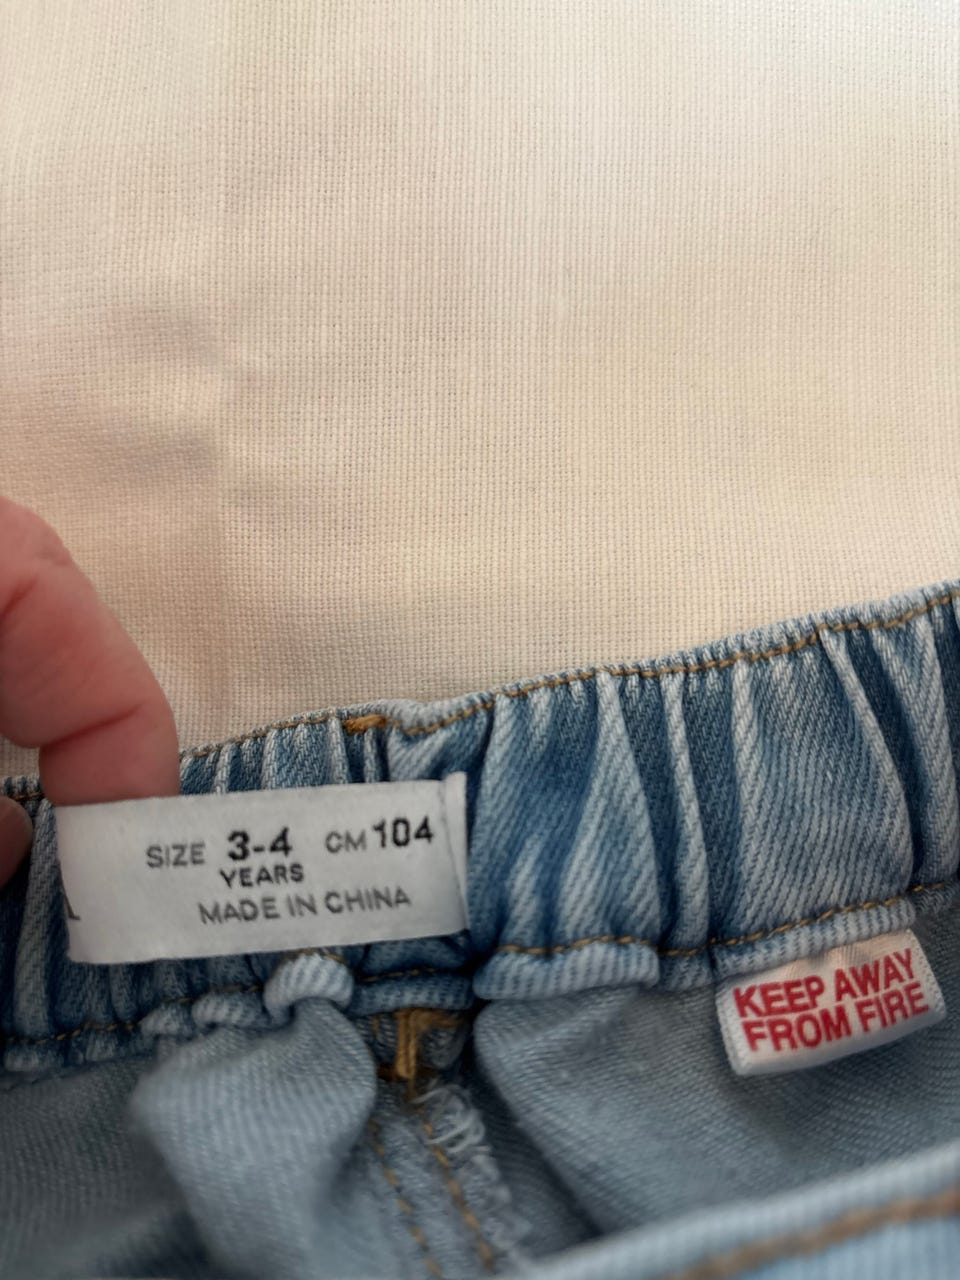 SIZE 3-4 CM 104
YEARS
MADE IN CHINA
KEEP AWAY
FROM FIRE